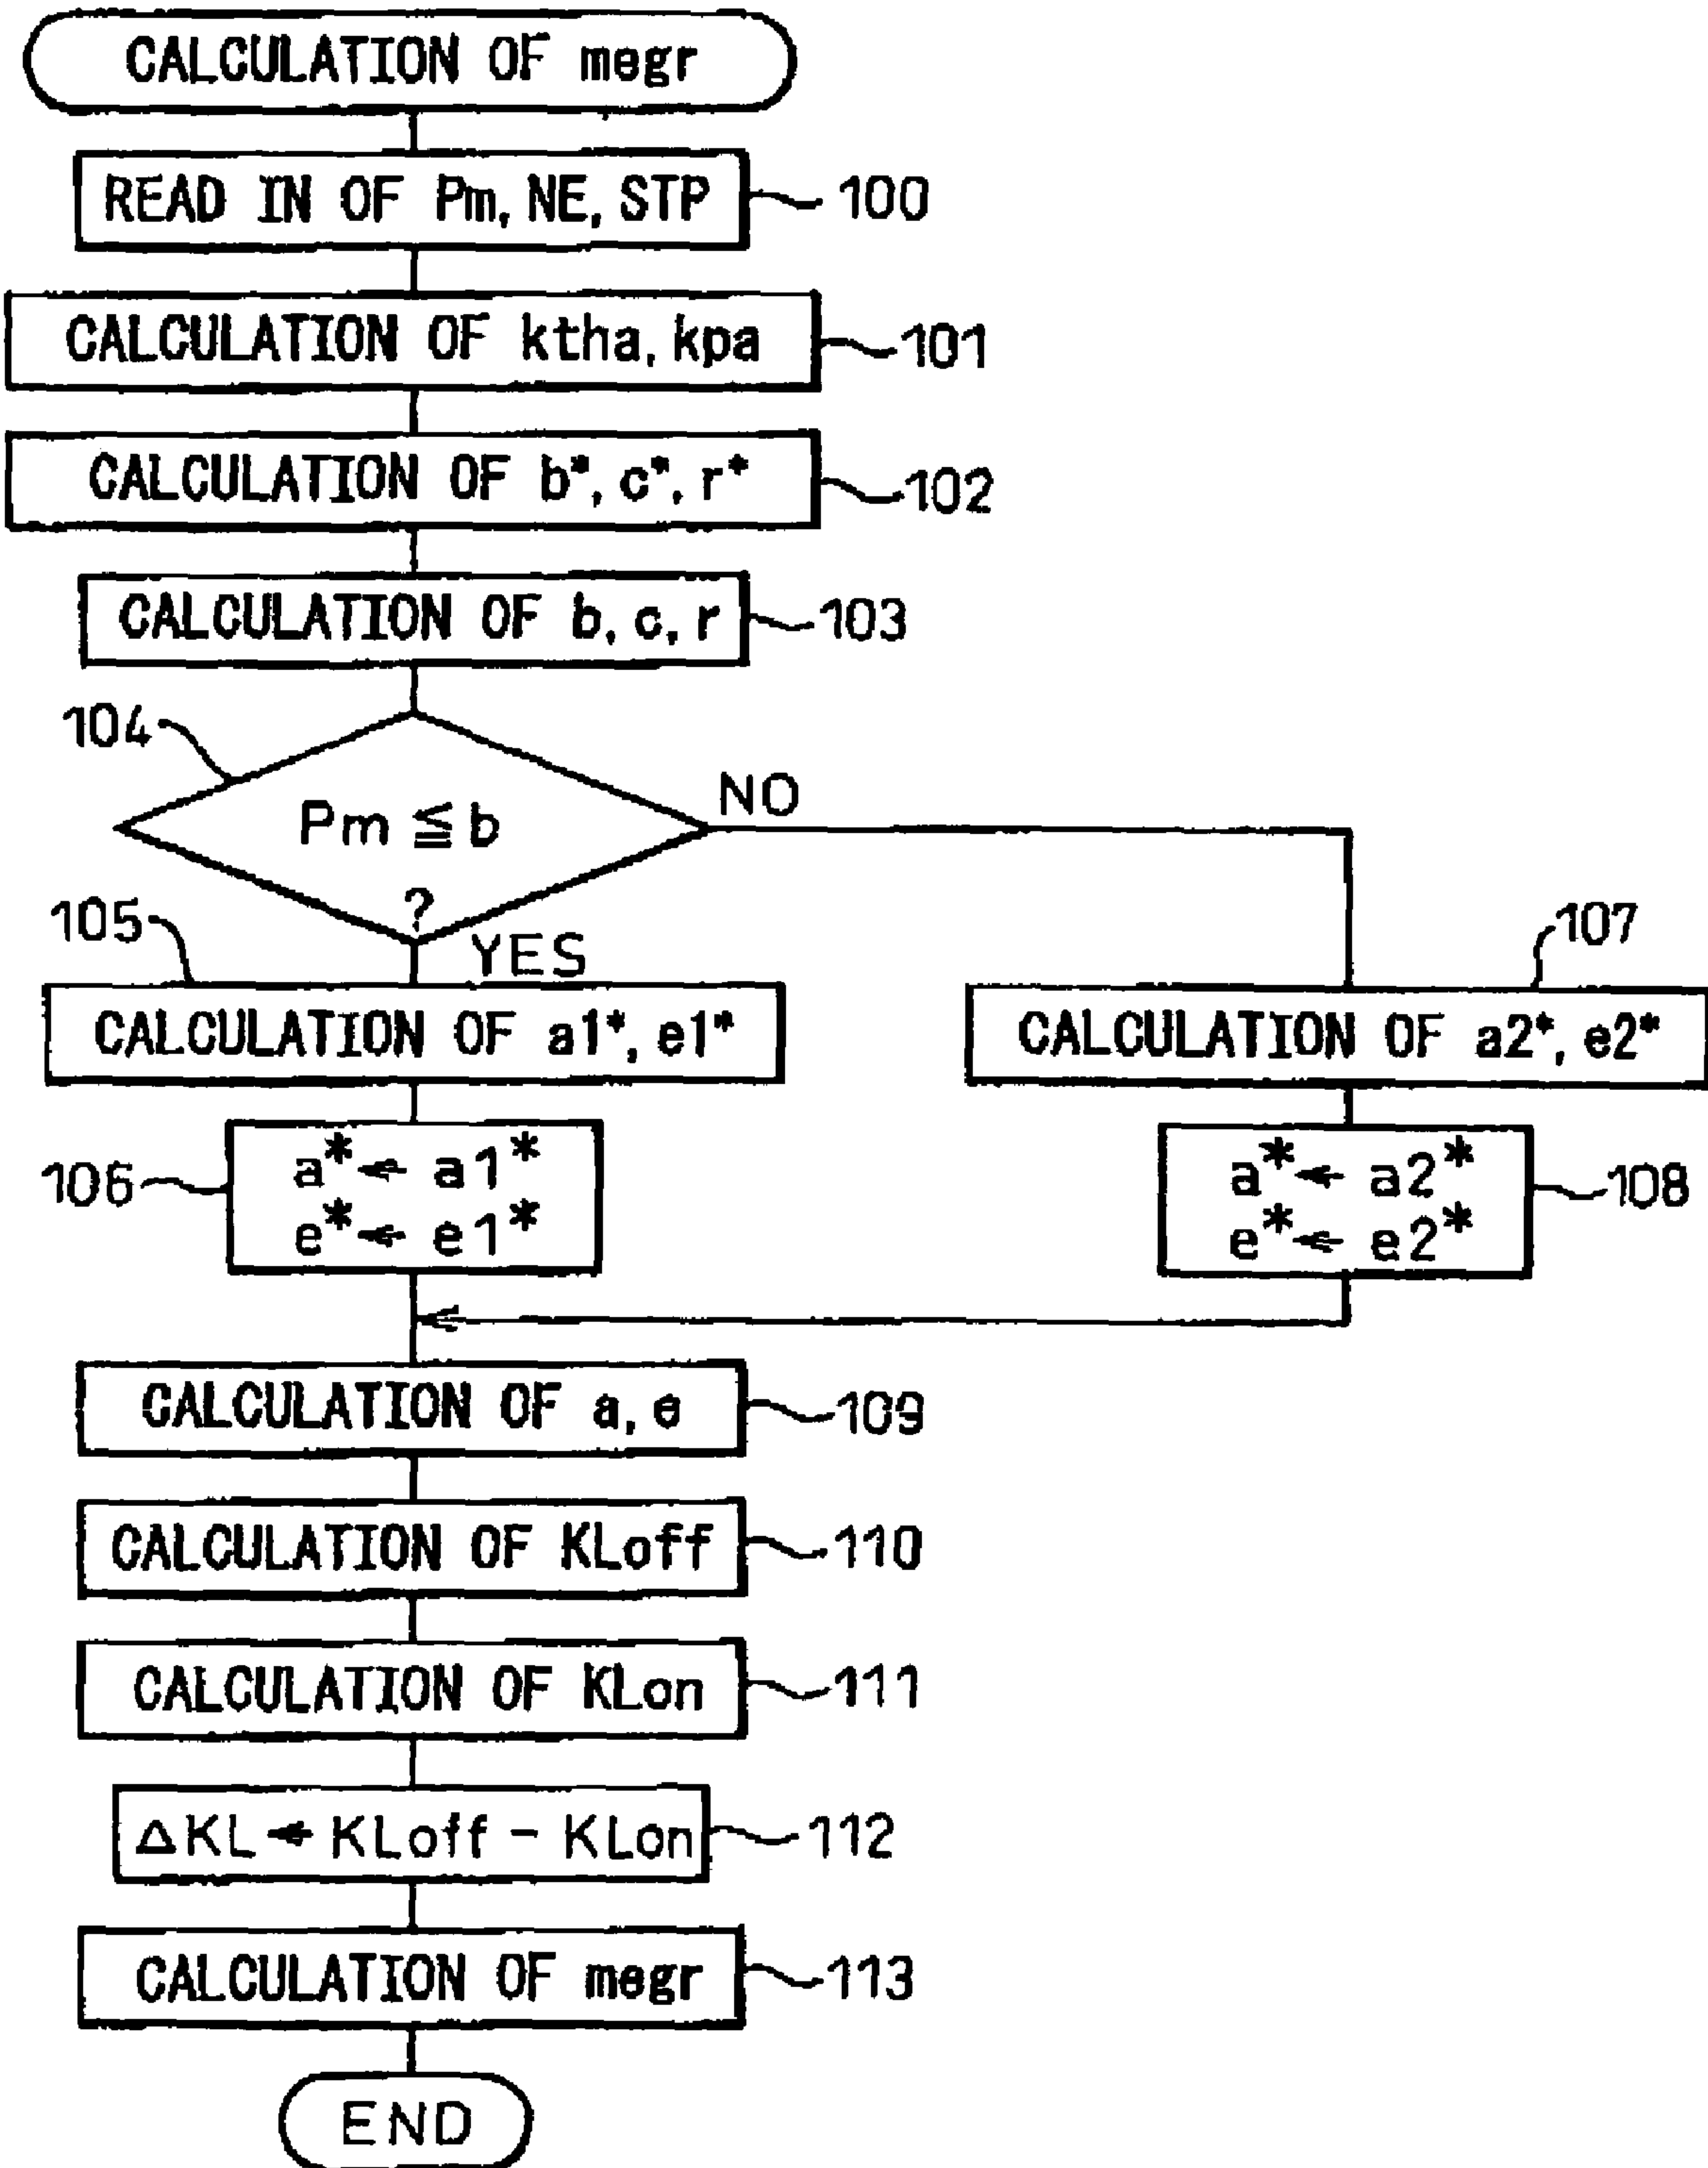 CALCULATION OF megr
READ IN OF Pm, NE, STP
100
CALCULATION OF ktha, kpa
101
CALCULATION OF b*, c*, r*
102
CALCULATION OF b, c, r
103
104
Pm ≦ b
?
NO
YES
105
CALCULATION OF a1*, e1*
107
CALCULATION OF a2*, e2*
106
a* ← a1*
e* ← e1*
a* ← a2*
e* ← e2*
108
CALCULATION OF a, e
109
CALCULATION OF KLoff
110
CALCULATION OF KLon
111
ΔKL ← KLoff - KLon
112
CALCULATION OF megr
113
END